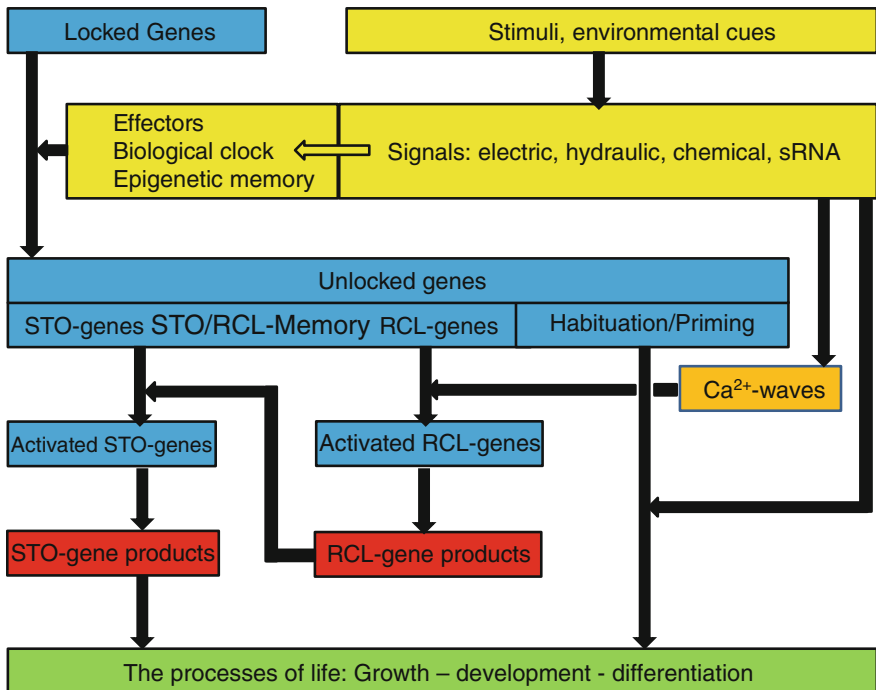 Locked Genes
Stimuli, environmental cues
Effectors
Biological clock
Epigenetic memory
Signals: electric, hydraulic, chemical, sRNA
Unlocked genes
STO-genes STO/RCL-Memory RCL-genes
Habituation/Priming
Ca²⁺-waves
Activated STO-genes
Activated RCL-genes
STO-gene products
RCL-gene products
The processes of life: Growth – development - differentiation